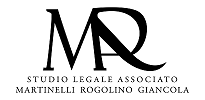 MR
STUDIO LEGALE ASSOCIATO
MARTINELLI ROGOLINO GIANCOLA